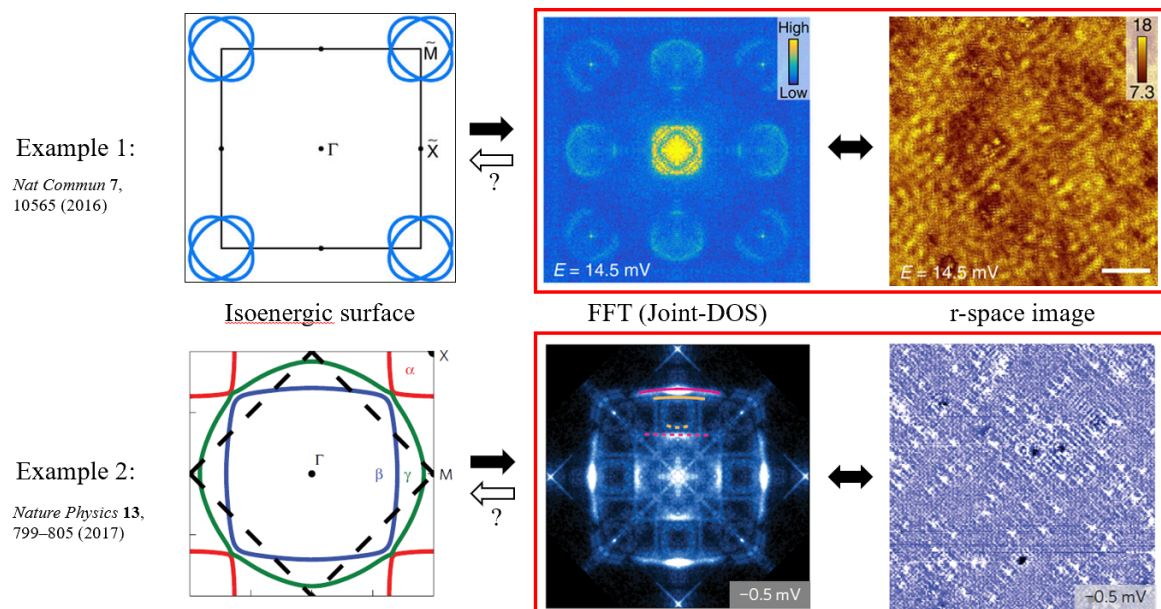 M̃
Γ
X̃
High
Low
E = 14.5 mV
18
7.3
E = 14.5 mV
Example 1:
Nat Commun 7,
10565 (2016)
?
Isoenergic surface
FFT (Joint-DOS)
r-space image
X
α
Γ
β
γ
M
Example 2:
Nature Physics 13,
799–805 (2017)
?
−0.5 mV
−0.5 mV